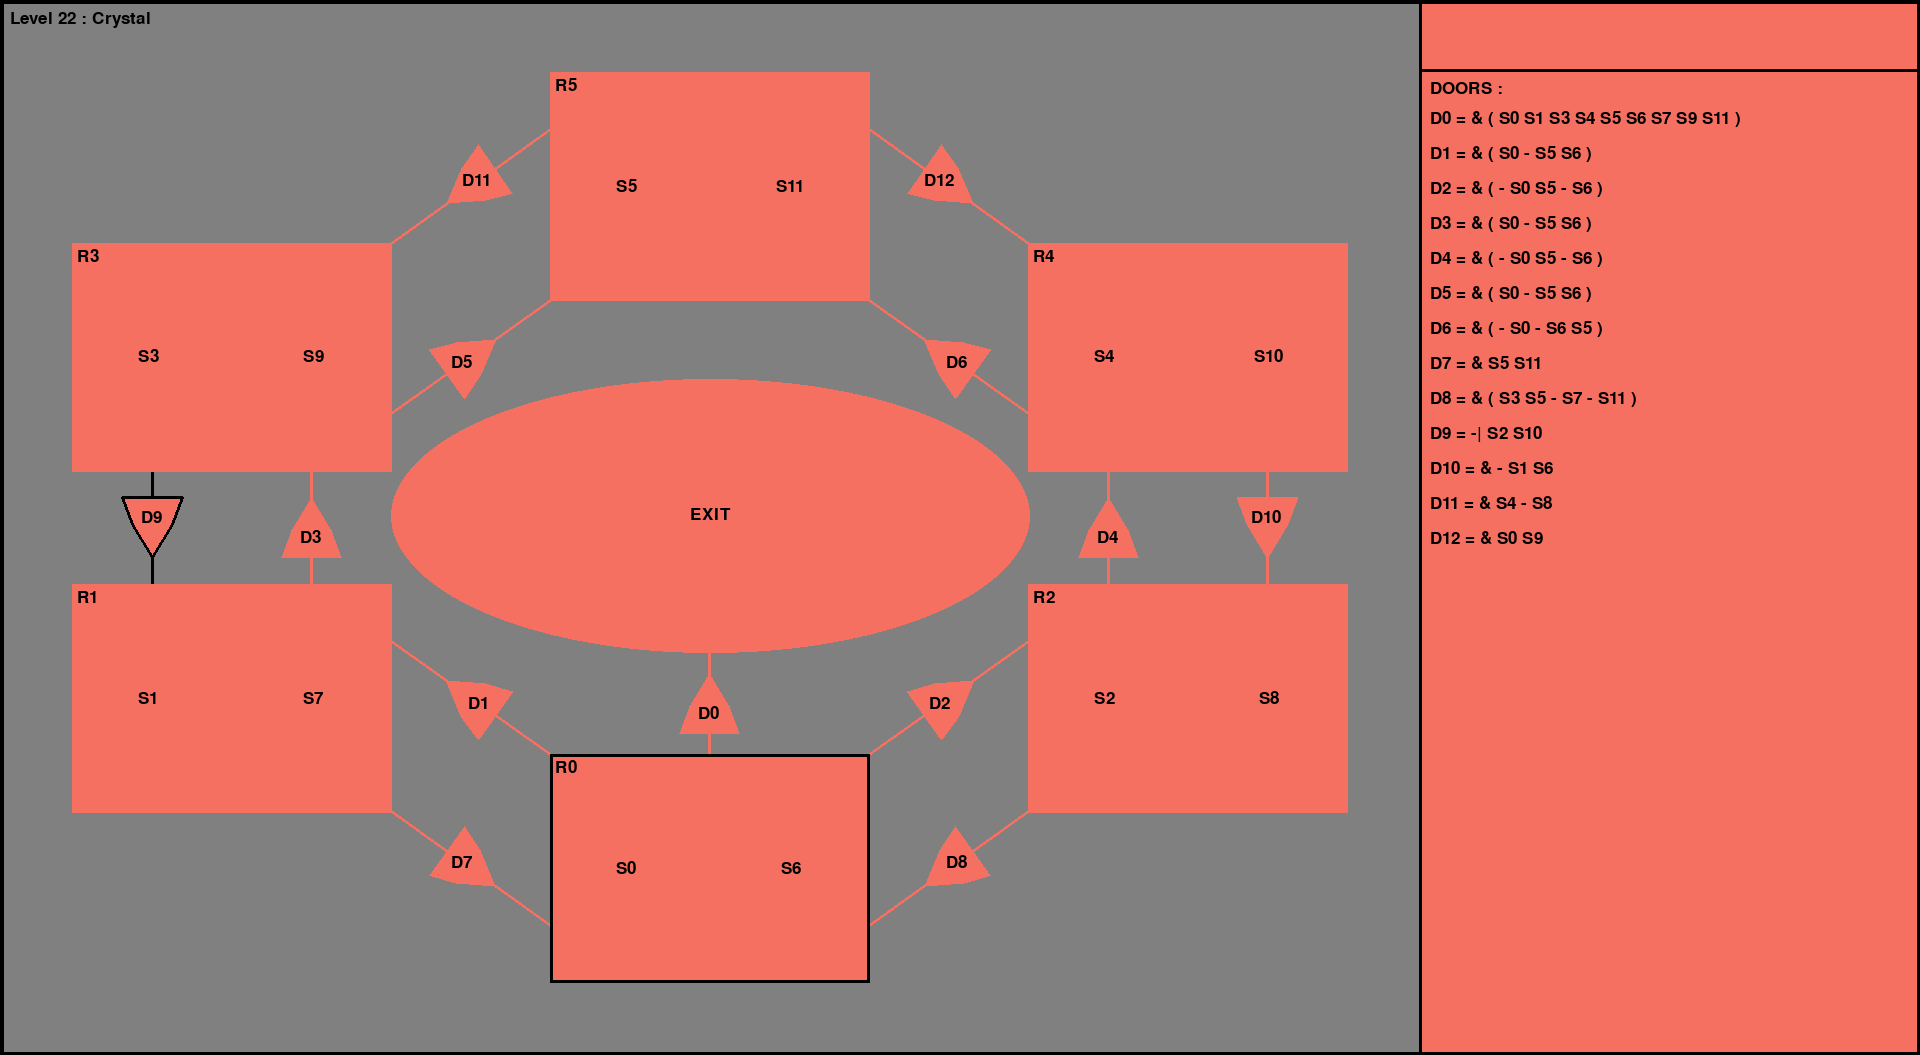 Level 22 : Crystal
R5
S5 S11
D11
D12
R3
S3 S9
R4
S4 S10
D5
D6
EXIT
D9
D3
D4
D10
R1
S1 S7
R2
S2 S8
D1
D0
D2
R0
S0 S6
D7
D8
DOORS :
D0 = & ( S0 S1 S3 S4 S5 S6 S7 S9 S11 )
D1 = & ( S0 - S5 S6 )
D2 = & ( - S0 S5 - S6 )
D3 = & ( S0 - S5 S6 )
D4 = & ( - S0 S5 - S6 )
D5 = & ( S0 - S5 S6 )
D6 = & ( - S0 - S6 S5 )
D7 = & S5 S11
D8 = & ( S3 S5 - S7 - S11 )
D9 = -| S2 S10
D10 = & - S1 S6
D11 = & S4 - S8
D12 = & S0 S9